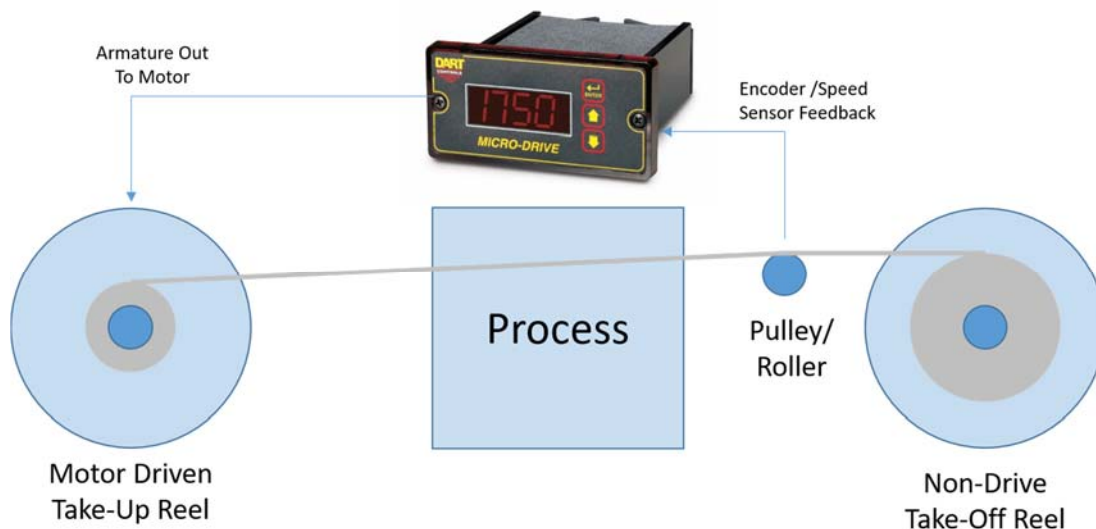 Armature Out
To Motor
DART
CONTROLS
1750
ENTER
MICRO-DRIVE
Encoder /Speed
Sensor Feedback
Process
Pulley/
Roller
Motor Driven
Take-Up Reel
Non-Drive
Take-Off Reel